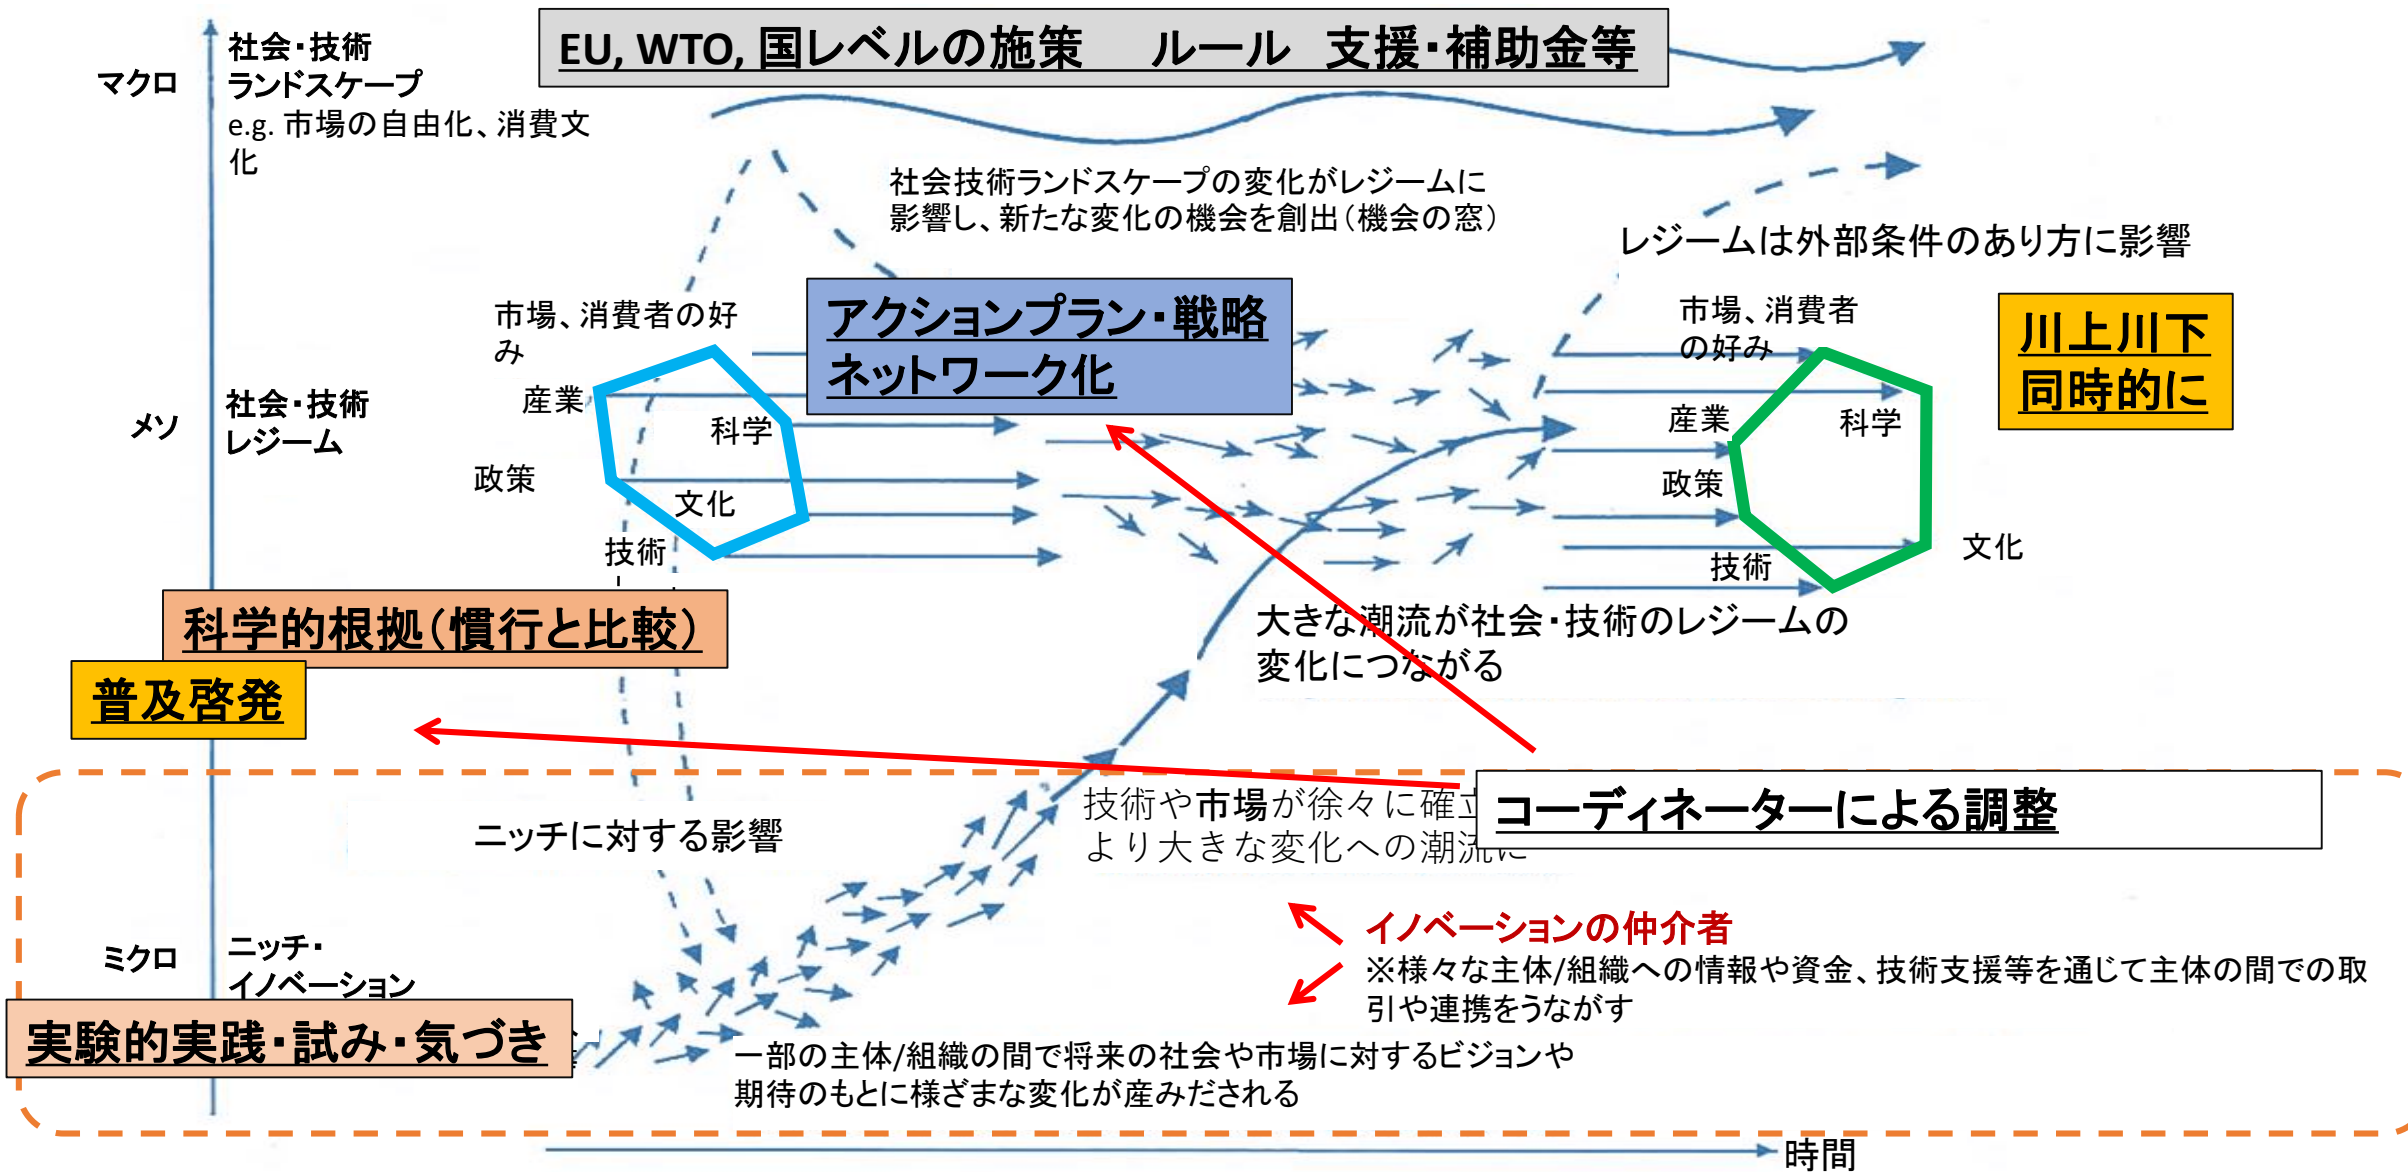 EU, WTO, 国レベルの施策　ルール　支援・補助金等
マクロ
社会・技術
ランドスケープ
e.g. 市場の自由化、消費文
化
社会技術ランドスケープの変化がレジームに
影響し、新たな変化の機会を創出（機会の窓）
レジームは外部条件のあり方に影響
メソ
社会・技術
レジーム
市場、消費者の好
み
産業
科学
政策
文化
技術
アクションプラン・戦略
ネットワーク化
市場、消費者
の好み
産業
科学
政策
文化
技術
川上川下
同時的に
科学的根拠（慣行と比較）
普及啓発
大きな潮流が社会・技術のレジームの
変化につながる
ニッチに対する影響
技術や市場が徐々に確立
より大きな変化への潮流に
コーディネーターによる調整
イノベーションの仲介者
※様々な主体/組織への情報や資金、技術支援等を通じて主体の間での取
引や連携をうながす
ミクロ
ニッチ・
イノベーション
実験的実践・試み・気づき
一部の主体/組織の間で将来の社会や市場に対するビジョンや
期待のもとに様ざまな変化が産みだされる
時間